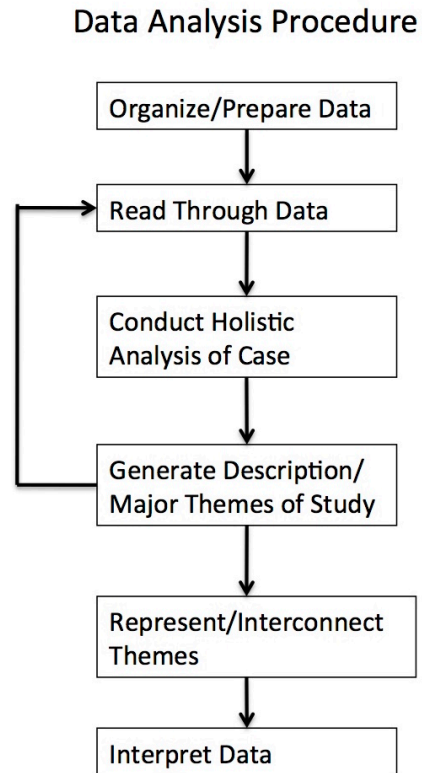 Data Analysis Procedure
Organize/Prepare Data
Read Through Data
Conduct Holistic
Analysis of Case
Generate Description/
Major Themes of Study
Represent/Interconnect
Themes
Interpret Data